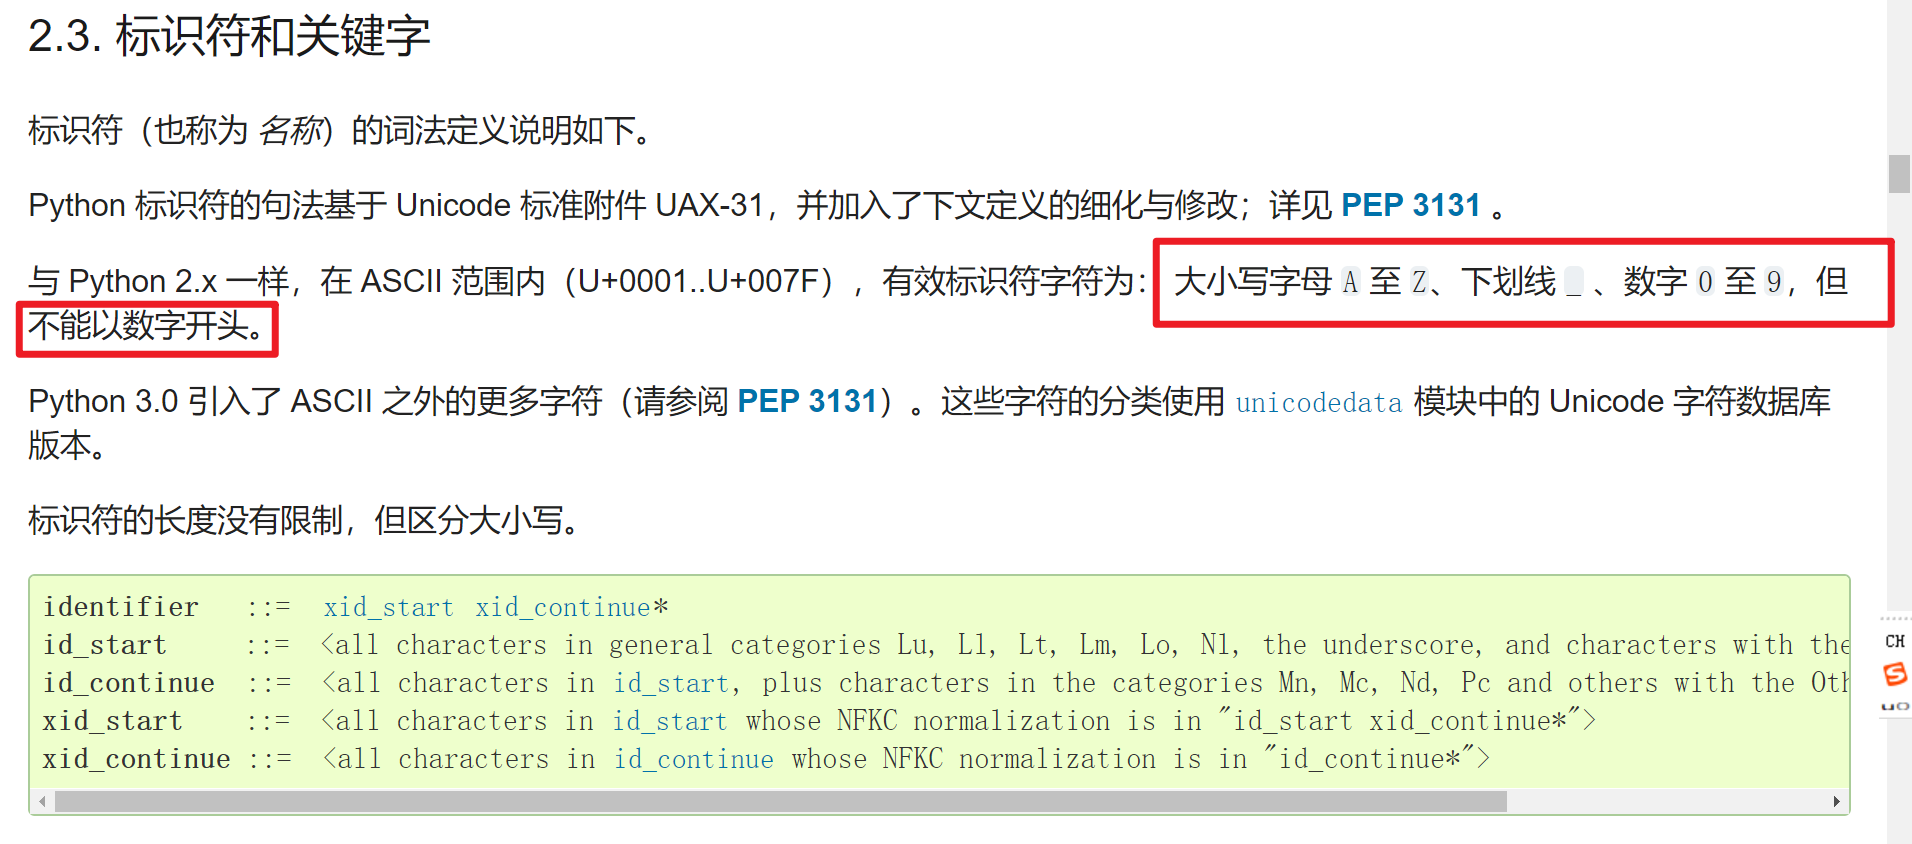 2.3. 标识符和关键字
标识符（也称为 名称）的词法定义说明如下。
Python 标识符的句法基于 Unicode 标准附件 UAX-31，并加入了下文定义的细化与修改；详见 PEP 3131 。
与 Python 2.x 一样，在 ASCII 范围内（U+0001..U+007F），有效标识符字符为： 大小写字母 A 至 Z、下划线 _ 、数字 0 至 9，但
不能以数字开头。
Python 3.0 引入了 ASCII 之外的更多字符（请参阅 PEP 3131）。这些字符的分类使用 unicodedata 模块中的 Unicode 字符数据库
版本。
标识符的长度没有限制，但区分大小写。
identifier ::= xid_start xid_continue*
id_start ::= <all characters in general categories Lu, Ll, Lt, Lm, Lo, Nl, the underscore, and characters with the
id_continue ::= <all characters in id_start, plus characters in the categories Mn, Mc, Nd, Pc and others with the Oth
xid_start ::= <all characters in id_start whose NFKC normalization is in "id_start xid_continue*">
xid_continue ::= <all characters in id_continue whose NFKC normalization is in "id_continue*">
CH